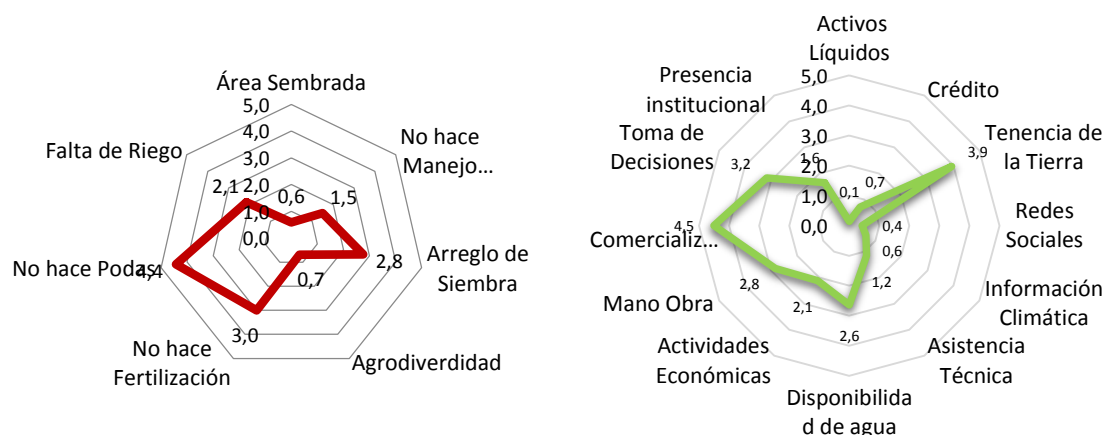 Área Sembrada
5,0
4,0
3,0
2,0
1,0
0,0
No hace
Manejo...
Arreglo de
Siembra
Agrodiverdidad
No hace
Fertilización
No hace Podas
Falta de Riego
0,6
1,5
2,8
0,7
3,0
4,4
2,1
Activos
Líquidos
5,0
4,0
3,0
2,0
1,0
0,0
Crédito
Tenencia de
la Tierra
Redes
Sociales
Información
Climática
Asistencia
Técnica
Disponibilida
d de agua
Actividades
Económicas
Mano Obra
Comercializ...
Toma de
Decisiones
Presencia
institucional
0,1
0,7
3,9
0,4
0,6
1,2
2,6
2,1
2,8
4,5
3,2
1,6